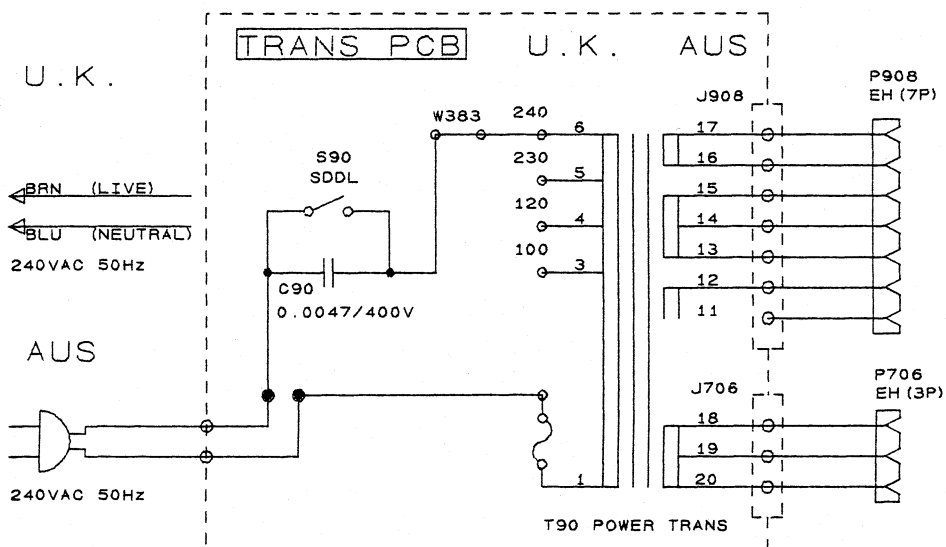 TRANS PCB
U.K. AUS
U.K.
P908
EH (7P)
J908
W383
240
6
17
16
S90
SDDL
230
5
15
BRN (LIVE)
120
4
14
BLU (NEUTRAL)
100
3
13
240VAC 50Hz
C90
0.0047/400V
12
11
AUS
J706
P706
EH (3P)
18
19
1
20
240VAC 50Hz
T90 POWER TRANS